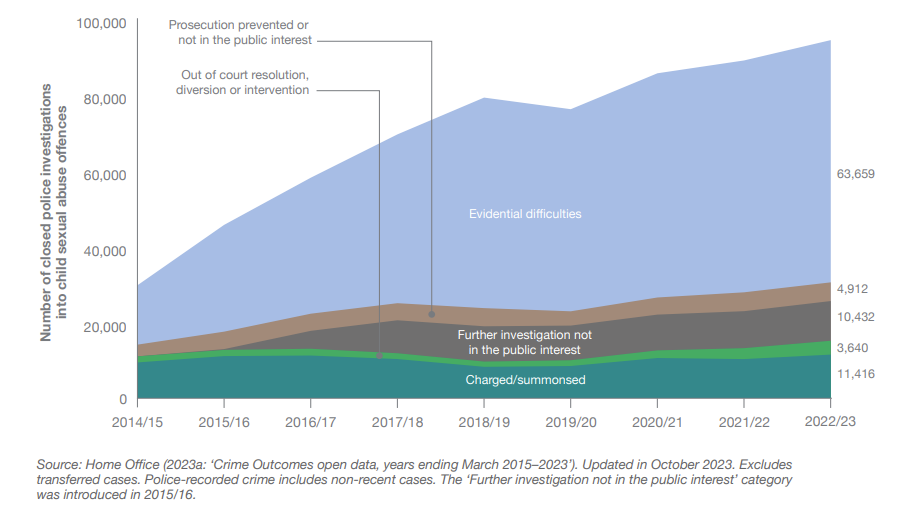 100,000
80,000
60,000
40,000
20,000
0
Number of closed police investigations
into child sexual abuse offences
Prosecution prevented or
not in the public interest
Out of court resolution,
diversion or intervention
Evidential difficulties
Further investigation not
in the public interest
Charged/summonsed
63,659
4,912
10,432
3,640
11,416
2014/15
2015/16
2016/17
2017/18
2018/19
2019/20
2020/21
2021/22
2022/23
Source: Home Office (2023a: ‘Crime Outcomes open data, years ending March 2015–2023’). Updated in October 2023. Excludes
transferred cases. Police-recorded crime includes non-recent cases. The ‘Further investigation not in the public interest’ category
was introduced in 2015/16.